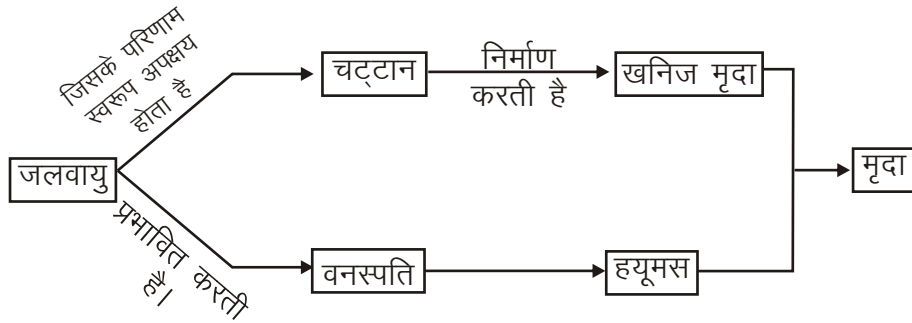 जिसके परिणाम
स्वरूप अपक्षय
होता है
चट्टान
निर्माण
करती है
खनिज मृदा
जलवायु
मृदा
प्रभावित करती
है।
वनस्पति
हयूमस